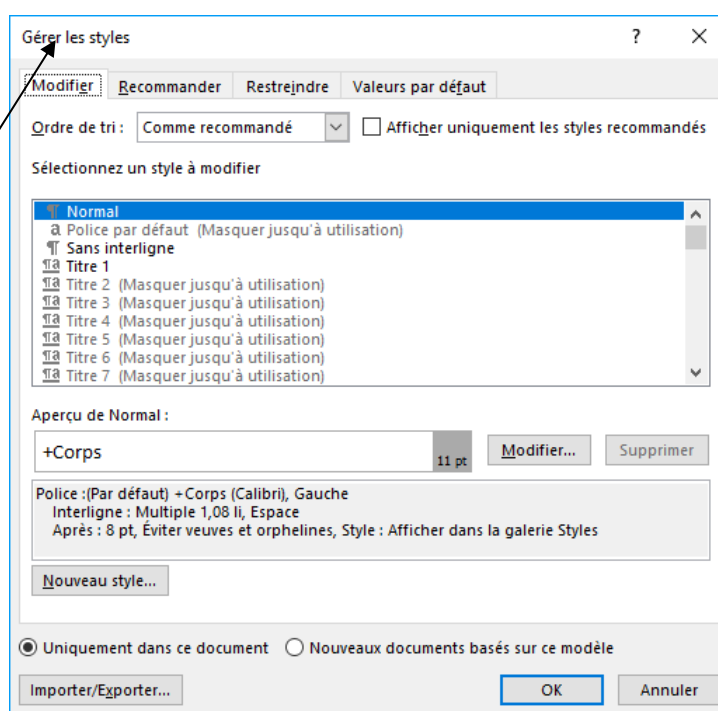 Gérer les styles ?
Modifier Recommander Restreindre Valeurs par défaut
Ordre de tri : Comme recommandé Afficher uniquement les styles recommandés
Sélectionnez un style à modifier
¶ Normal
a Police par défaut (Masquer jusqu'à utilisation)
¶ Sans interligne
¶a Titre 1
¶a Titre 2 (Masquer jusqu'à utilisation)
¶a Titre 3 (Masquer jusqu'à utilisation)
¶a Titre 4 (Masquer jusqu'à utilisation)
¶a Titre 5 (Masquer jusqu'à utilisation)
¶a Titre 6 (Masquer jusqu'à utilisation)
¶a Titre 7 (Masquer jusqu'à utilisation)
Aperçu de Normal :
+Corps 11 pt Modifier... Supprimer
Police :(Par défaut) +Corps (Calibri), Gauche
Interligne : Multiple 1,08 li, Espace
Après : 8 pt, Éviter veuves et orphelines, Style : Afficher dans la galerie Styles
Nouveau style...
Uniquement dans ce document Nouveaux documents basés sur ce modèle
Importer/Exporter... OK Annuler